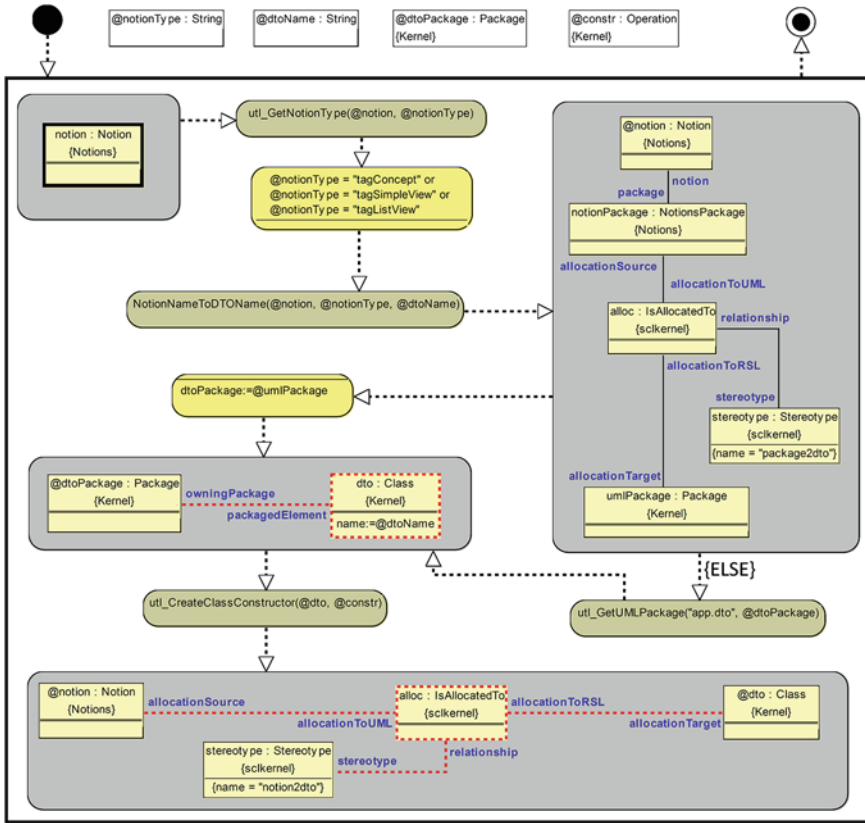 @notionType : String
@dtoName : String
@dtoPackage : Package
{Kernel}
@constr : Operation
{Kernel}
notion : Notion
{Notions}
utl_GetNotionType(@notion, @notionType)
@notionType = "tagConcept" or
@notionType = "tagSimpleView" or
@notionType = "tagListView"
NotionNameToDTOName(@notion, @notionType, @dtoName)
@notion : Notion
{Notions}
notion
package
notionPackage : NotionsPackage
{Notions}
allocationSource
allocationToUML
alloc : IsAllocatedTo
{sclkernel}
relationship
allocationToRSL
stereotype
stereotype : Stereotype
{sclkernel}
{name = "package2dto"}
allocationTarget
umlPackage : Package
{Kernel}
dtoPackage:=@umlPackage
@dtoPackage : Package
{Kernel}
owningPackage
packagedElement
dto : Class
{Kernel}
name:=@dtoName
{ELSE}
utl_GetUMLPackage("app.dto", @dtoPackage)
utl_CreateClassConstructor(@dto, @constr)
@notion : Notion
{Notions}
allocationSource
allocationToUML
alloc : IsAllocatedTo
{sclkernel}
allocationToRSL
allocationTarget
@dto : Class
{Kernel}
relationship
stereotype
stereotype : Stereotype
{sclkernel}
{name = "notion2dto"}